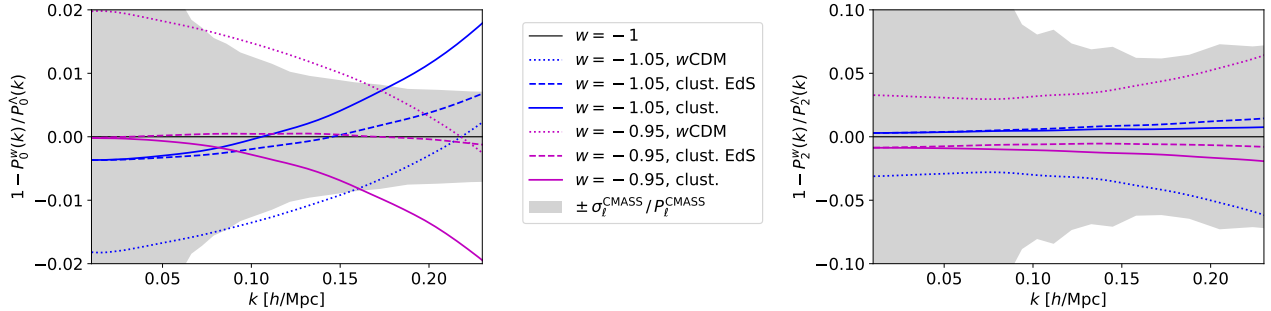 1 − P_0^w(k) / P_0^Λ(k)
0.02
0.01
0.00
−0.01
−0.02
0.05
0.10
0.15
0.20
k [h/Mpc]
w = − 1
w = − 1.05, wCDM
w = − 1.05, clust. EdS
w = − 1.05, clust.
w = − 0.95, wCDM
w = − 0.95, clust. EdS
w = − 0.95, clust.
± σ_ℓ^CMASS / P_ℓ^CMASS
1 − P_2^w(k) / P_2^Λ(k)
0.10
0.05
0.00
−0.05
−0.10
0.05
0.10
0.15
0.20
k [h/Mpc]